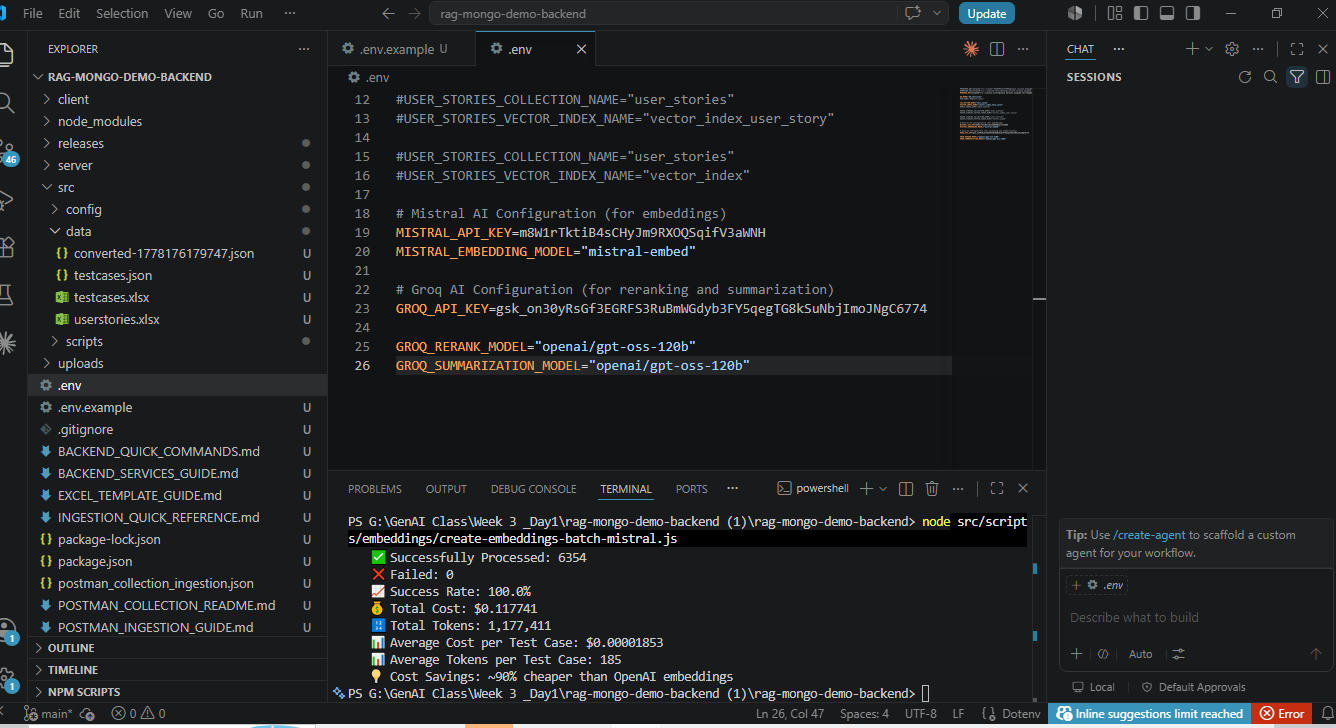 File Edit Selection View Go Run ··· rag-mongo-demo-backend Update
EXPLORER ···
RAG-MONGO-DEMO-BACKEND
client
node_modules
releases
server
src
config
data
converted-1778176179747.json U
testcases.json U
testcases.xlsx U
userstories.xlsx U
scripts
uploads
.env
.env.example U
.gitignore U
BACKEND_QUICK_COMMANDS.md U
BACKEND_SERVICES_GUIDE.md U
EXCEL_TEMPLATE_GUIDE.md U
INGESTION_QUICK_REFERENCE.md U
package-lock.json U
package.json U
postman_collection_ingestion.json U
POSTMAN_COLLECTION_README.md U
POSTMAN_INGESTION_GUIDE.md U
OUTLINE
TIMELINE
NPM SCRIPTS
46
1
1
.env.example U .env
.env
12 #USER_STORIES_COLLECTION_NAME="user_stories"
13 #USER_STORIES_VECTOR_INDEX_NAME="vector_index_user_story"
14
15 #USER_STORIES_COLLECTION_NAME="user_stories"
16 #USER_STORIES_VECTOR_INDEX_NAME="vector_index"
17
18 # Mistral AI Configuration (for embeddings)
19 MISTRAL_API_KEY=m8W1rTktiB4sCHyJm9RXOQSqifV3aWNH
20 MISTRAL_EMBEDDING_MODEL="mistral-embed"
21
22 # Groq AI Configuration (for reranking and summarization)
23 GROQ_API_KEY=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
24
25 GROQ_RERANK_MODEL="openai/gpt-oss-120b"
26 GROQ_SUMMARIZATION_MODEL="openai/gpt-oss-120b"
PROBLEMS OUTPUT DEBUG CONSOLE TERMINAL PORTS ··· powershell
PS G:\GenAI Class\Week 3 _Day1\rag-mongo-demo-backend (1)\rag-mongo-demo-backend> node src/script
s/embeddings/create-embeddings-batch-mistral.js
✅ Successfully Processed: 6354
❌ Failed: 0
📈 Success Rate: 100.0%
💰 Total Cost: $0.117741
🔢 Total Tokens: 1,177,411
📊 Average Cost per Test Case: $0.00001853
📊 Average Tokens per Test Case: 185
💡 Cost Savings: ~90% cheaper than OpenAI embeddings
PS G:\GenAI Class\Week 3 _Day1\rag-mongo-demo-backend (1)\rag-mongo-demo-backend>
CHAT ···
SESSIONS
Tip: Use /create-agent to scaffold a custom
agent for your workflow.
.env
Describe what to build
Auto
Local Default Approvals
main* 0 0 Ln 26, Col 47 Spaces: 4 UTF-8 LF {} Dotenv Inline suggestions limit reached Error